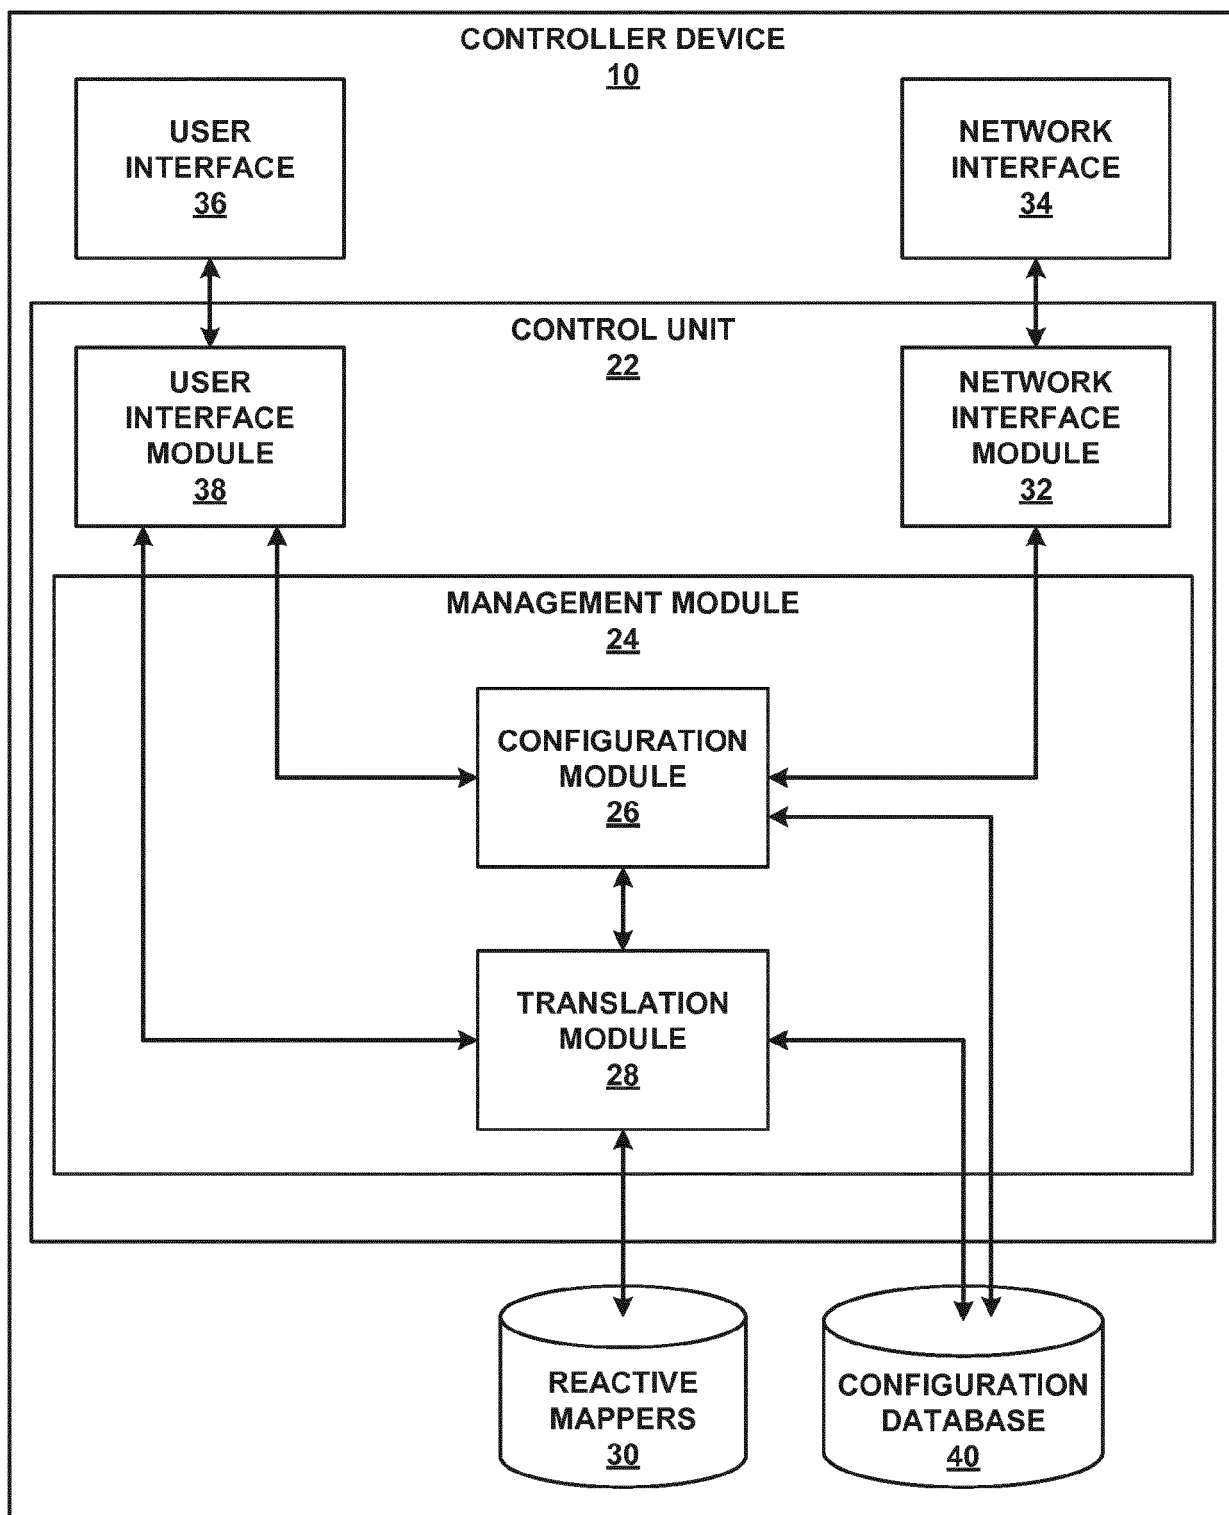 CONTROLLER DEVICE
10
USER
INTERFACE
36
NETWORK
INTERFACE
34
CONTROL UNIT
22
USER
INTERFACE
MODULE
38
NETWORK
INTERFACE
MODULE
32
MANAGEMENT MODULE
24
CONFIGURATION
MODULE
26
TRANSLATION
MODULE
28
REACTIVE
MAPPERS
30
CONFIGURATION
DATABASE
40